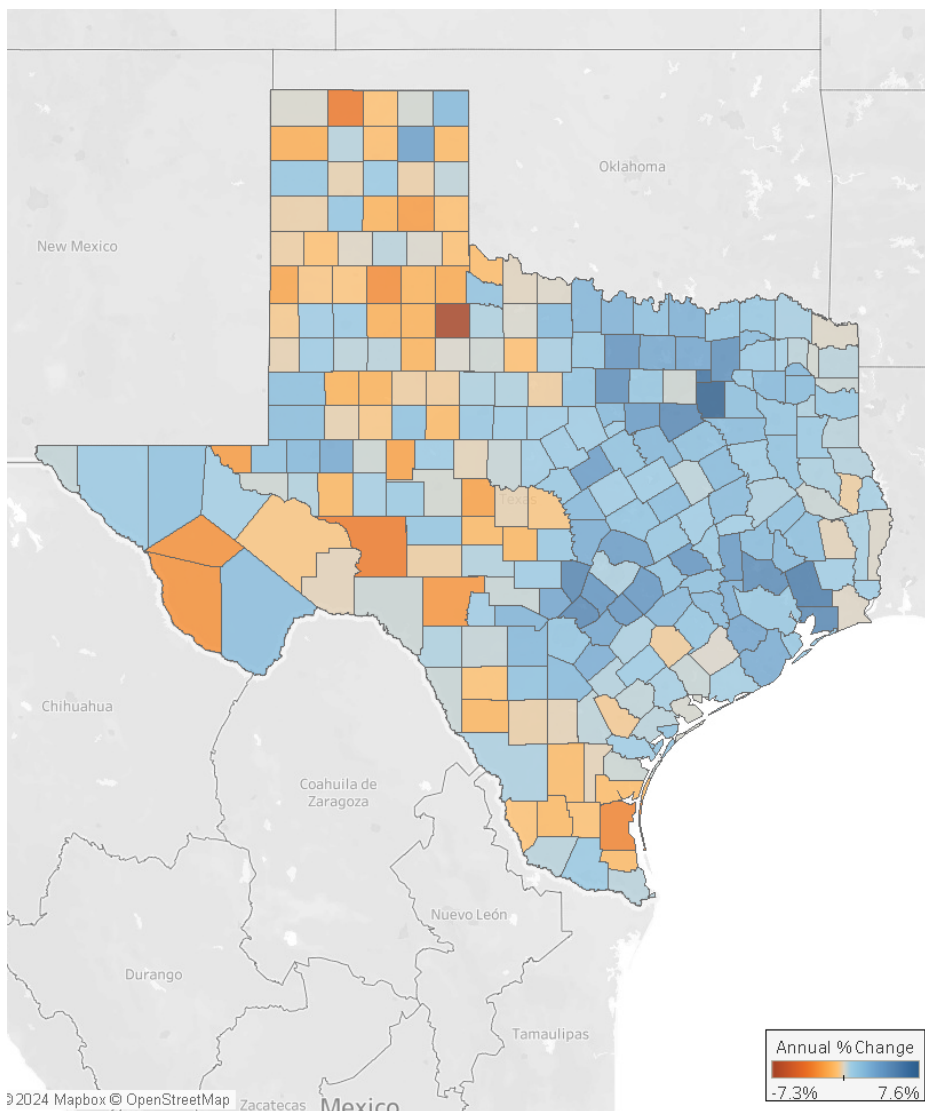 Oklahoma
New Mexico
Texas
Chihuahua
Coahuila de
Zaragoza
Nuevo León
Durango
Tamaulipas
Annual % Change
-7.3% 7.6%
©2024 Mapbox © OpenStreetMap
Zacatecas
Mexico